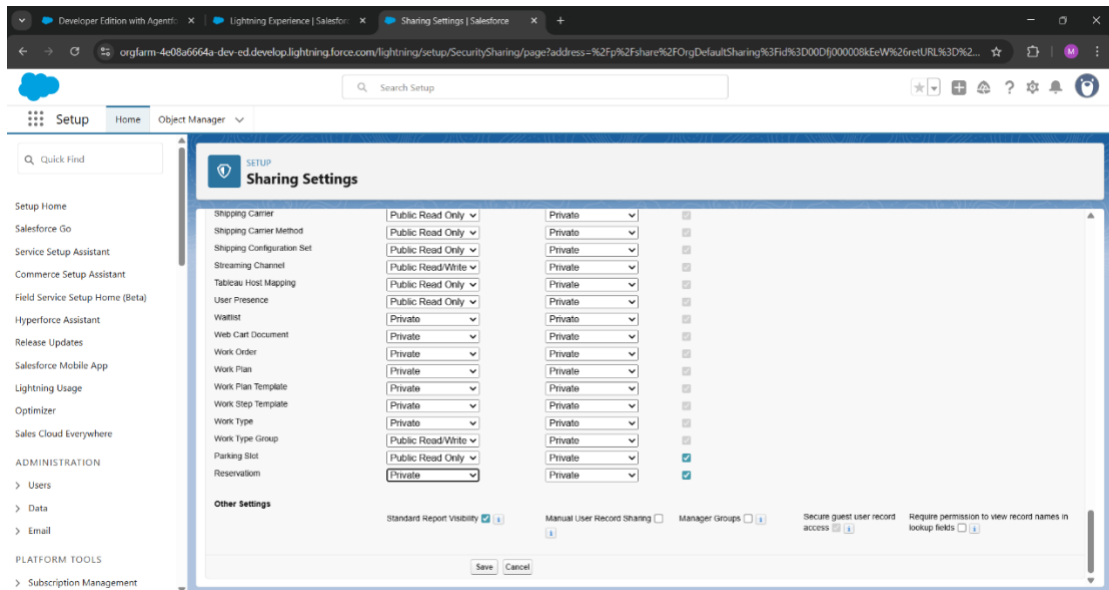 Developer Edition with Agentfo
Lightning Experience | Salesforc
Sharing Settings | Salesforce
orgfarm-4e08a6664a-dev-ed.develop.lightning.force.com/lightning/setup/SecuritySharing/page?address=%2Fp%2Fshare%2FOrgDefaultSharing%3Fid%3D00Dfj000008kEeW%26retURL%3D%2...
M
Search Setup
Setup Home Object Manager
Quick Find
Setup Home
Salesforce Go
Service Setup Assistant
Commerce Setup Assistant
Field Service Setup Home (Beta)
Hyperforce Assistant
Release Updates
Salesforce Mobile App
Lightning Usage
Optimizer
Sales Cloud Everywhere
ADMINISTRATION
Users
Data
Email
PLATFORM TOOLS
Subscription Management
SETUP
Sharing Settings
Shipping Carrier Public Read Only Private
Shipping Carrier Method Public Read Only Private
Shipping Configuration Set Public Read Only Private
Streaming Channel Public Read/Write Private
Tableau Host Mapping Public Read Only Private
User Presence Public Read Only Private
Waitlist Private Private
Web Cart Document Private Private
Work Order Private Private
Work Plan Private Private
Work Plan Template Private Private
Work Step Template Private Private
Work Type Private Private
Work Type Group Public Read/Write Private
Parking Slot Public Read Only Private
Reservatiom Private Private
Other Settings
Standard Report Visibility i
Manual User Record Sharing
i
Manager Groups i
Secure guest user record
access i
Require permission to view record names in
lookup fields i
Save Cancel